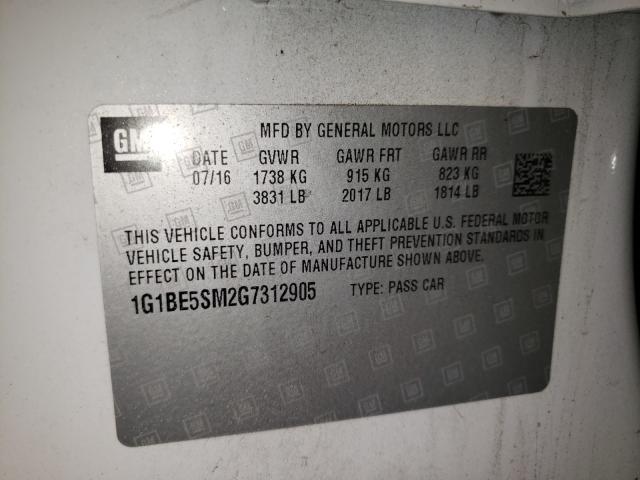 GM
MFD BY GENERAL MOTORS LLC
DATE GVWR GAWR FRT GAWR RR
07/16 1738 KG 915 KG 823 KG
3831 LB 2017 LB 1814 LB
THIS VEHICLE CONFORMS TO ALL APPLICABLE U.S. FEDERAL MOTOR
VEHICLE SAFETY, BUMPER, AND THEFT PREVENTION STANDARDS IN
EFFECT ON THE DATE OF MANUFACTURE SHOWN ABOVE.
1G1BE5SM2G7312905 TYPE: PASS CAR